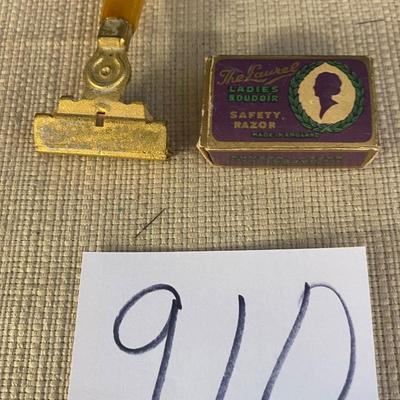 The Laurel
LADIES
BOUDOIR
SAFETY
RAZOR
MADE IN ENGLAND
910